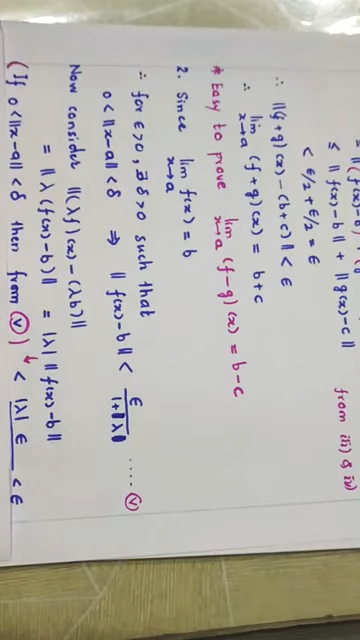 ≤ ‖f(x)-b‖ + ‖g(x)-c‖ from iii) & iv)
< ε/2 + ε/2 = ε
∴ ‖(f+g)(x) - (b+c)‖ < ε
∴ lim x→a (f+g)(x) = b+c
* Easy to prove lim x→a (f-g)(x) = b-c
2. Since lim x→a f(x) = b
∴ for ε>0, ∃ δ>0 such that
0<‖x-a‖<δ ⇒ ‖f(x)-b‖ < ε/(1+|λ|) ..... Ⓥ
Now consider ‖(λf)(x) - (λb)‖
= ‖λ(f(x)-b)‖ = |λ| ‖f(x)-b‖
(If 0<‖x-a‖<δ then from Ⓥ) < |λ| ε < ε